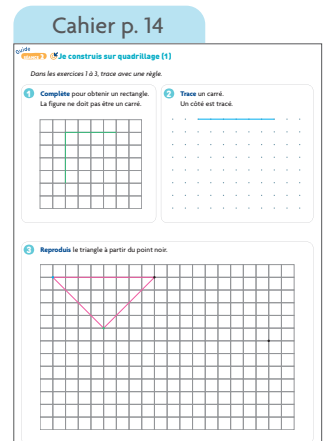 Cahier p. 14
Guide
Je construis sur quadrillage (1)
Dans les exercices 1 à 3, trace avec une règle.
1 Complète pour obtenir un rectangle.
La figure ne doit pas être un carré.
2 Trace un carré.
Un côté est tracé.
3 Reproduis le triangle à partir du point noir.